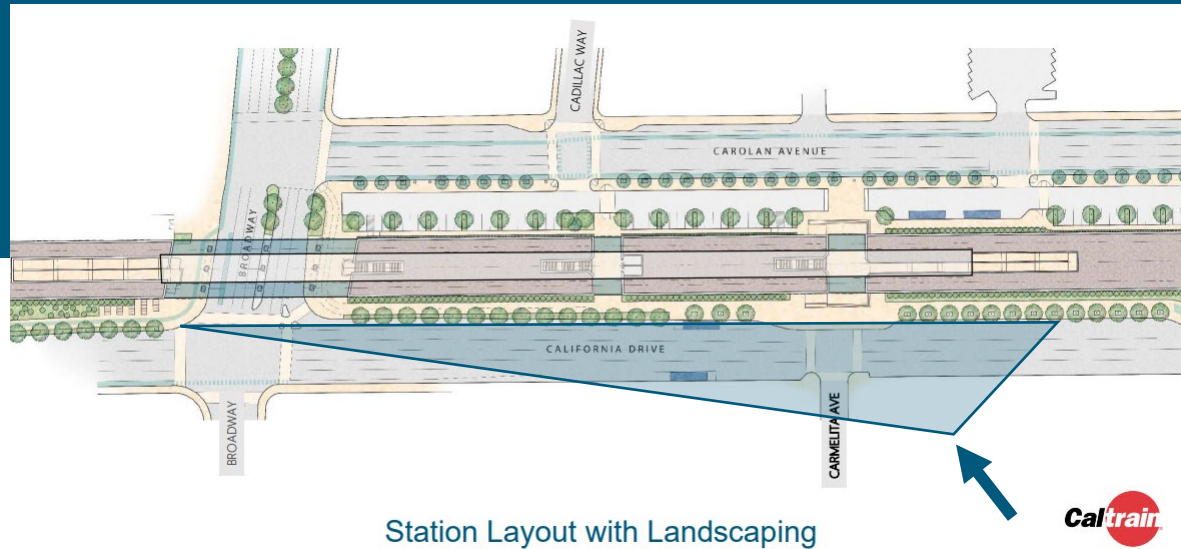 CADILLAC WAY
CAROLAN AVENUE
BROADWAY
CALIFORNIA DRIVE
BROADWAY
CARMELITA AVE
Station Layout with Landscaping
Caltrain